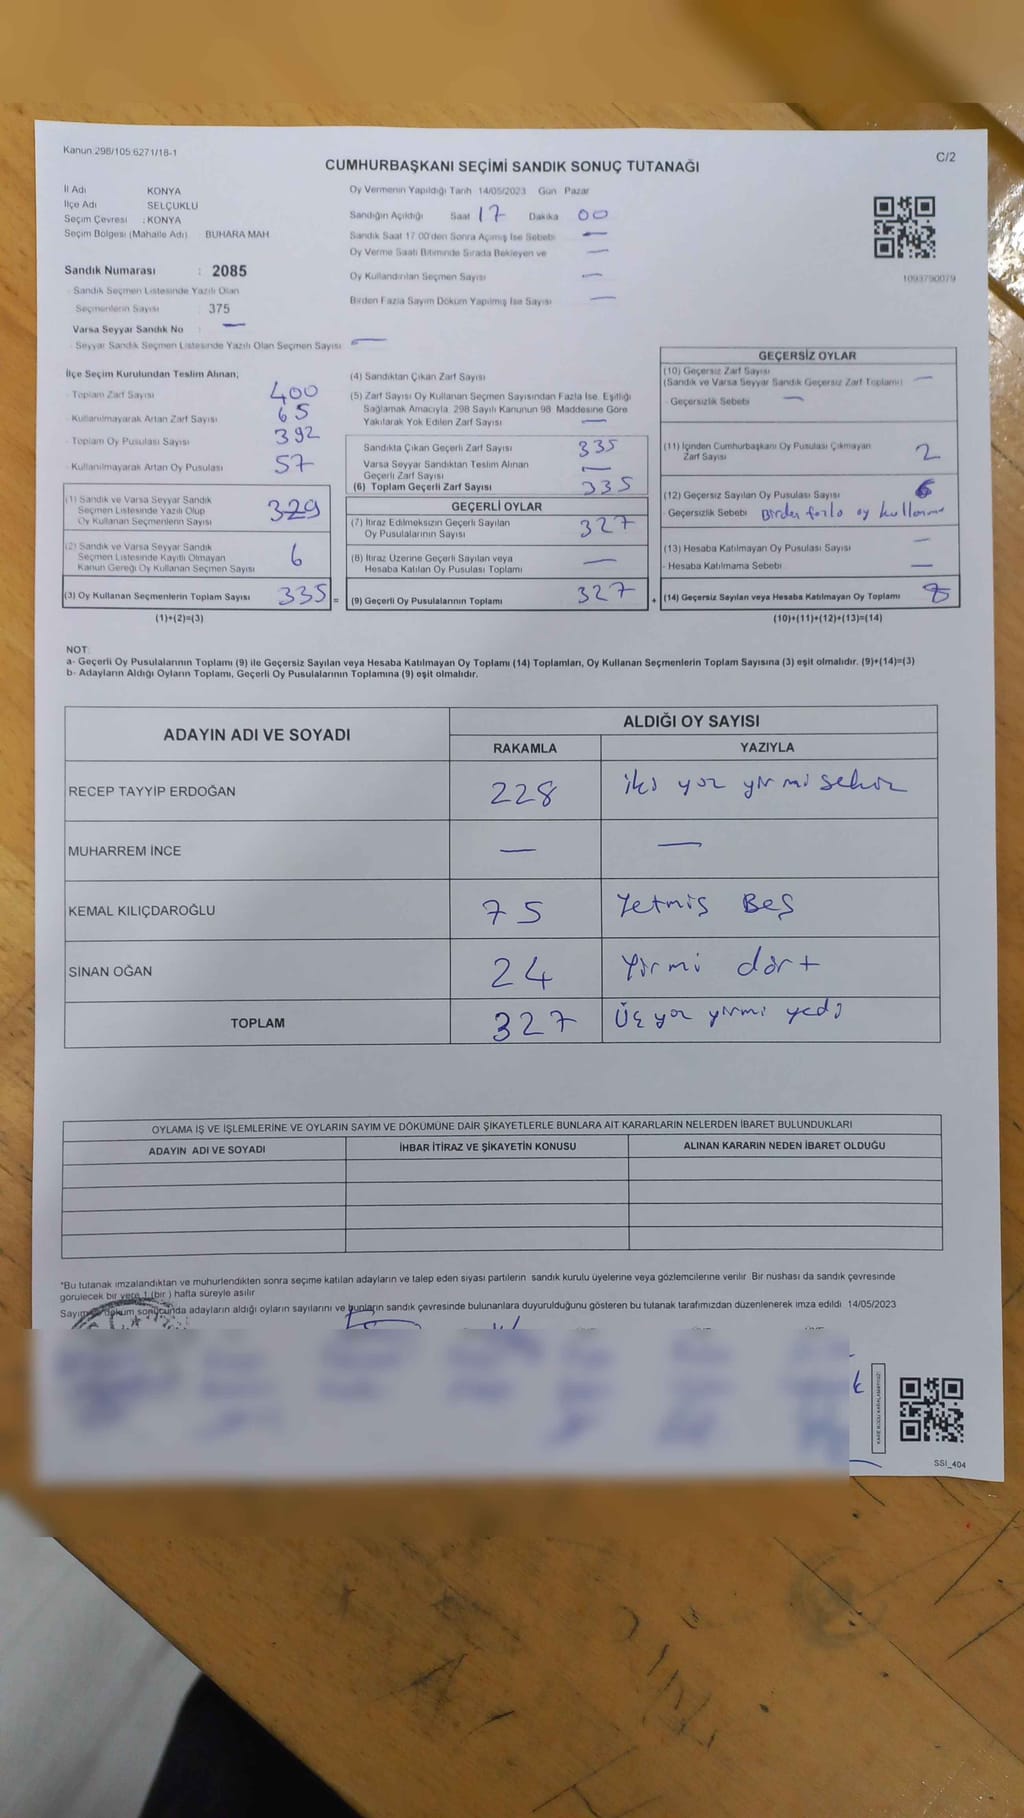 Kanun 298/105 6271/18-1
C/2
CUMHURBAŞKANI SEÇİMİ SANDIK SONUÇ TUTANAĞI
İl Adı KONYA
İlçe Adı SELÇUKLU
Seçim Çevresi : KONYA
Seçim Bölgesi (Mahalle Adı) BUHARA MAH
Sandık Numarası : 2085
Sandık Seçmen Listesinde Yazılı Olan
Seçmenlerin Sayısı 375
Varsa Seyyar Sandık No : —
Seyyar Sandık Seçmen Listesinde Yazılı Olan Seçmen Sayısı —
Oy Vermenin Yapıldığı Tarih 14/05/2023 Gün Pazar
Sandığın Açıldığı Saat 17 Dakika 00
Sandık Saat 17 00'den Sonra Açılmış İse Sebebi —
Oy Verme Saati Bitiminde Sırada Bekleyen ve —
Oy Kullandırılan Seçmen Sayısı —
Birden Fazla Sayım Döküm Yapılmış İse Sayısı —
1093790079
İlçe Seçim Kurulundan Teslim Alınan;
Toplam Zarf Sayısı 400
Kullanılmayarak Artan Zarf Sayısı 65
Toplam Oy Pusulası Sayısı 392
Kullanılmayarak Artan Oy Pusulası 57
(1) Sandık ve Varsa Seyyar Sandık
Seçmen Listesinde Yazılı Olup
Oy Kullanan Seçmenlerin Sayısı 329
(2) Sandık ve Varsa Seyyar Sandık
Seçmen Listesinde Kayıtlı Olmayan
Kanun Gereği Oy Kullanan Seçmen Sayısı 6
(3) Oy Kullanan Seçmenlerin Toplam Sayısı 335 =
(1)+(2)=(3)
(4) Sandıktan Çıkan Zarf Sayısı
(5) Zarf Sayısı Oy Kullanan Seçmen Sayısından Fazla İse, Eşitliği
Sağlamak Amacıyla, 298 Sayılı Kanunun 98 Maddesine Göre
Yakılarak Yok Edilen Zarf Sayısı —
Sandıkta Çıkan Geçerli Zarf Sayısı 335
Varsa Seyyar Sandıktan Teslim Alınan
Geçerli Zarf Sayısı —
(6) Toplam Geçerli Zarf Sayısı 335
GEÇERLİ OYLAR
(7) İtiraz Edilmeksizin Geçerli Sayılan
Oy Pusulalarının Sayısı 327
(8) İtiraz Üzerine Geçerli Sayılan veya
Hesaba Katılan Oy Pusulası Toplamı —
(9) Geçerli Oy Pusulalarının Toplamı 327 +
GEÇERSİZ OYLAR
(10) Geçersiz Zarf Sayısı
(Sandık ve Varsa Seyyar Sandık Geçersiz Zarf Toplamı) —
- Geçersizlik Sebebi —
(11) İçinden Cumhurbaşkanı Oy Pusulası Çıkmayan
Zarf Sayısı 2
(12) Geçersiz Sayılan Oy Pusulası Sayısı 6
- Geçersizlik Sebebi Birden fazla oy kullanma
(13) Hesaba Katılmayan Oy Pusulası Sayısı —
- Hesaba Katılmama Sebebi —
(14) Geçersiz Sayılan veya Hesaba Katılmayan Oy Toplamı 8
(10)+(11)+(12)+(13)=(14)
NOT:
a- Geçerli Oy Pusulalarının Toplamı (9) ile Geçersiz Sayılan veya Hesaba Katılmayan Oy Toplamı (14) Toplamları, Oy Kullanan Seçmenlerin Toplam Sayısına (3) eşit olmalıdır. (9)+(14)=(3)
b- Adayların Aldığı Oyların Toplamı, Geçerli Oy Pusulalarının Toplamına (9) eşit olmalıdır.
ADAYIN ADI VE SOYADI
ALDIĞI OY SAYISI
RAKAMLA YAZIYLA
RECEP TAYYİP ERDOĞAN 228 iki yüz yirmi sekiz
MUHARREM İNCE — —
KEMAL KILIÇDAROĞLU 75 Yetmiş Beş
SİNAN OĞAN 24 Yirmi dört
TOPLAM 327 Üç yüz yirmi yedi
OYLAMA İŞ VE İŞLEMLERİNE VE OYLARIN SAYIM VE DÖKÜMÜNE DAİR ŞİKAYETLERLE BUNLARA AİT KARARLARIN NELERDEN İBARET BULUNDUKLARI
ADAYIN ADI VE SOYADI İHBAR İTİRAZ VE ŞİKAYETİN KONUSU ALINAN KARARIN NEDEN İBARET OLDUĞU
*Bu tutanak imzalandıktan ve mühürlendikten sonra seçime katılan adayların ve talep eden siyasi partilerin sandık kurulu üyelerine veya gözlemcilerine verilir Bir nüshası da sandık çevresinde
görülecek bir yere 1 (bir ) hafta süreyle asılır
Sayım ve döküm sonucunda adayların aldığı oyların sayılarını ve bunların sandık çevresinde bulunanlara duyurulduğunu gösteren bu tutanak tarafımızdan düzenlenerek imza edildi 14/05/2023
SSI_404